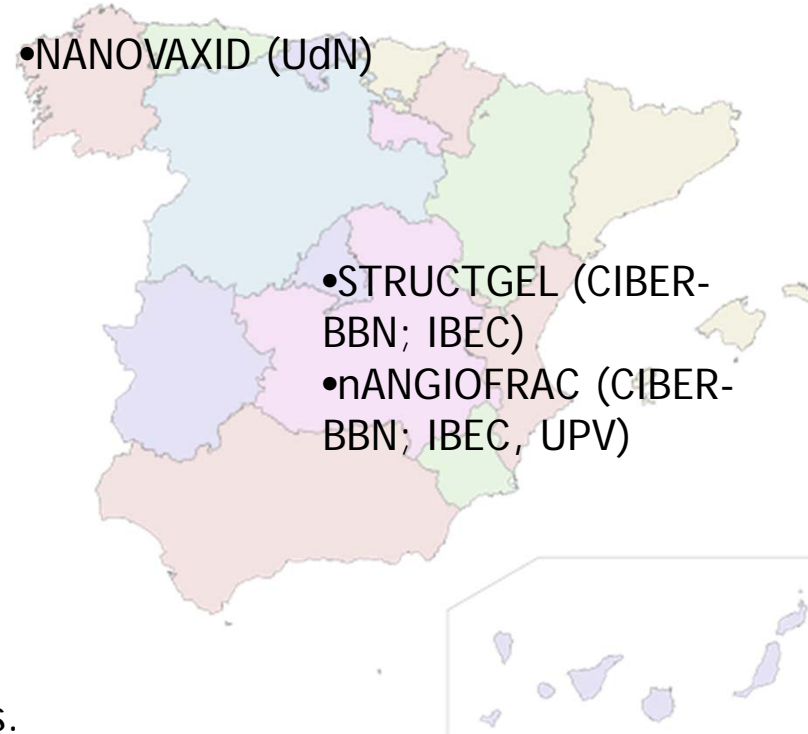 •NANOVAXID (UdN)
•STRUCTGEL (CIBER-
BBN; IBEC)
•nANGIOFRAC (CIBER-
BBN; IBEC, UPV)
s.